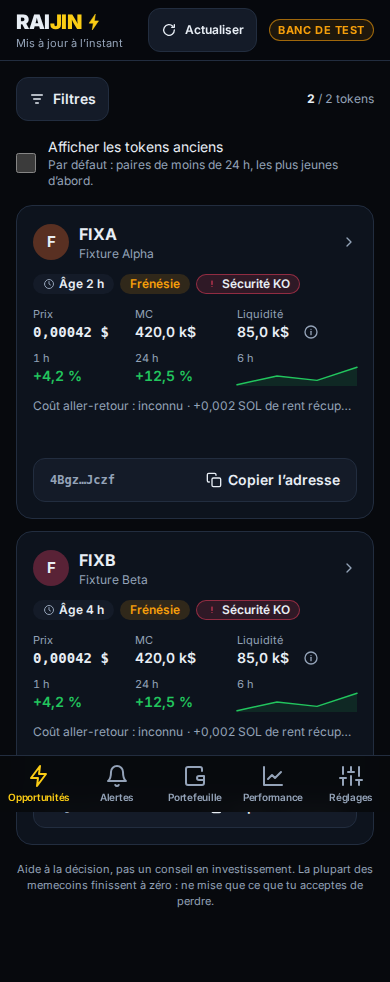 RAIJIN
Mis à jour à l'instant
Actualiser
BANC DE TEST
Filtres
2 / 2 tokens
Afficher les tokens anciens
Par défaut : paires de moins de 24 h, les plus jeunes
d'abord.
F
FIXA
Fixture Alpha
Âge 2 h
Frénésie
! Sécurité KO
Prix
MC
Liquidité
0,00042 $
420,0 k$
85,0 k$
1 h
24 h
6 h
+4,2 %
+12,5 %
Coût aller-retour : inconnu · +0,002 SOL de rent récup…
4Bgz…Jczf
Copier l’adresse
F
FIXB
Fixture Beta
Âge 4 h
Frénésie
! Sécurité KO
Prix
MC
Liquidité
0,00042 $
420,0 k$
85,0 k$
1 h
24 h
6 h
+4,2 %
+12,5 %
Coût aller-retour : inconnu · +0,002 SOL de rent récup…
Opportunités
Alertes
Portefeuille
Performance
Réglages
Aide à la décision, pas un conseil en investissement. La plupart des
memecoins finissent à zéro : ne mise que ce que tu acceptes de
perdre.